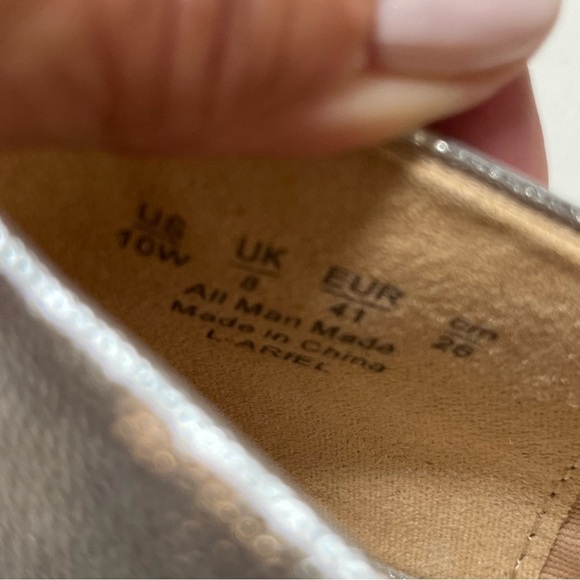 US UK EUR cm
10W 8 41 26
All Man Made
Made in China
L-ARIEL